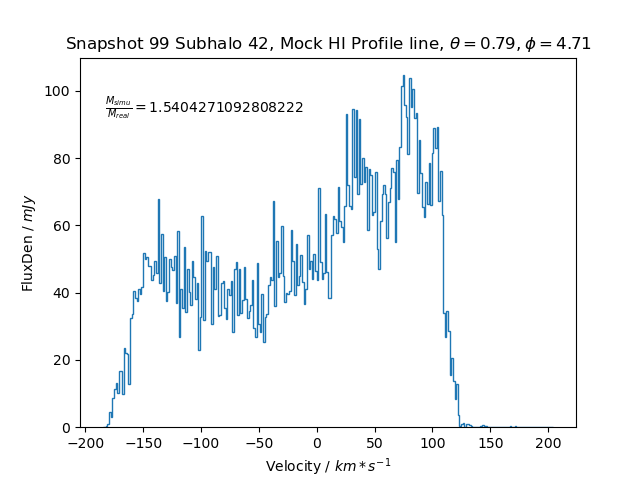 Snapshot 99 Subhalo 42, Mock HI Profile line, θ = 0.79, ϕ = 4.71
M_simu / M_real = 1.5404271092808222
FluxDen / mJy
100
80
60
40
20
0
−200 −150 −100 −50 0 50 100 150 200
Velocity / km * s^−1